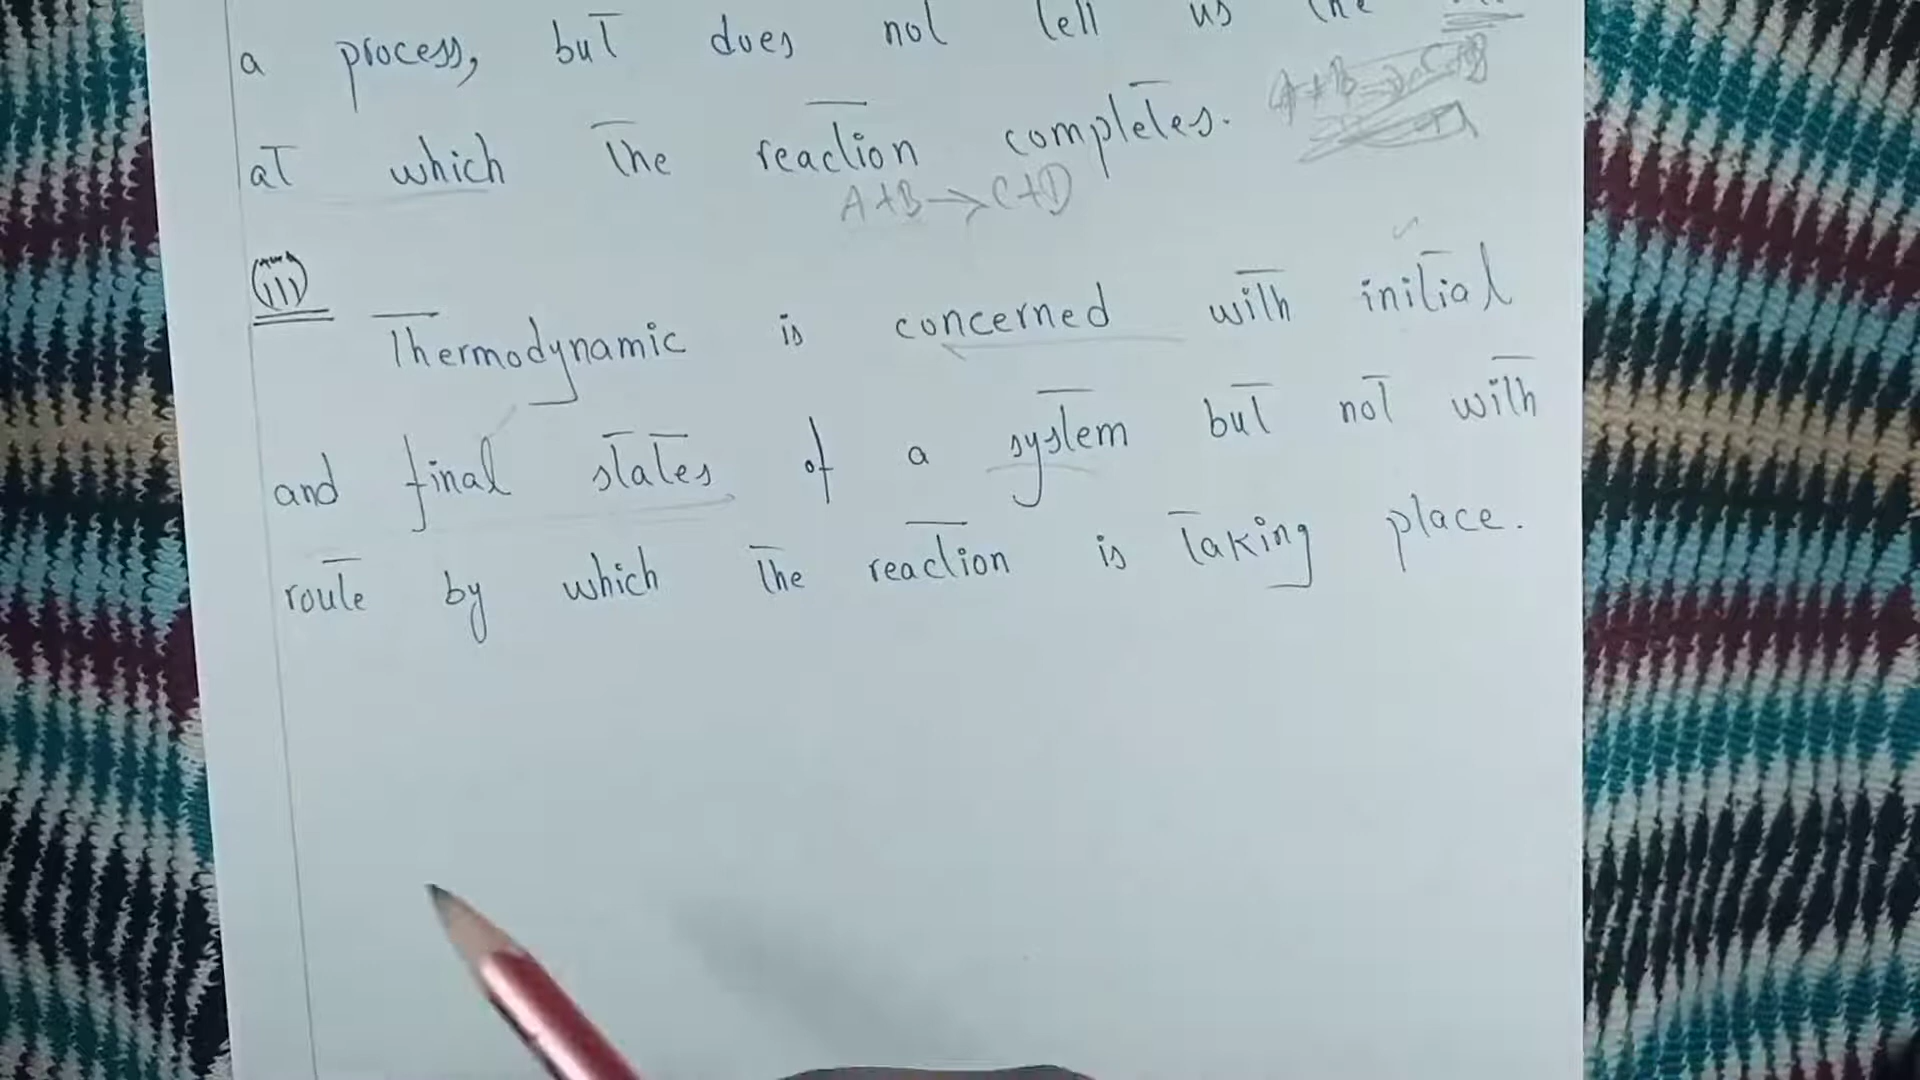 a process, but does not tell us the
at which the reaction completes.
A+B→C+D
(iii)
Thermodynamic is concerned with initial
and final states of a system but not with
route by which the reaction is taking place.